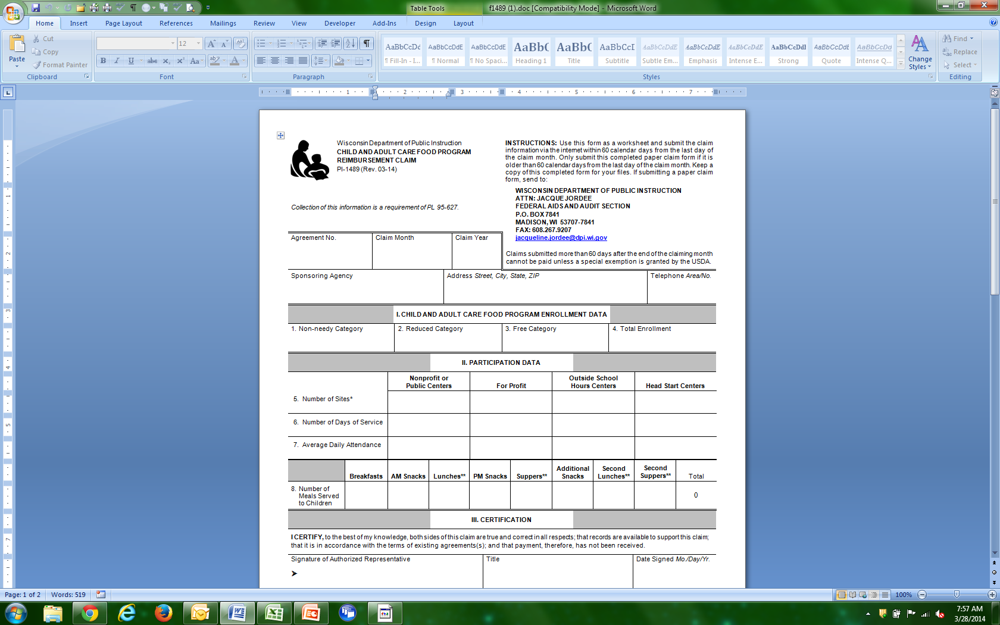 Table Tools
f1489 (1).doc [Compatibility Mode] - Microsoft Word
Home Insert Page Layout References Mailings Review View Developer Add-Ins Design Layout
Paste
Cut
Copy
Format Painter
Clipboard
12
Font
Paragraph
AaBbCcDc AaBbCcDdE AaBbCcDdE AaBbC AaBbC AaBbCcI AaBbCcDdE AaBbCcDdE AaBbCcDdE AaBbCcDdI AaBbCcDdE AaBbCcDd
¶ Fill-In - I... ¶ Normal ¶ No Spaci... Heading 1 Title Subtitle Subtle Em... Emphasis Intense E... Strong Quote Intense Q...
Change Styles
Styles
Find
Replace
Select
Editing
1 1 2 3 4 5 6 7
Wisconsin Department of Public Instruction
CHILD AND ADULT CARE FOOD PROGRAM
REIMBURSEMENT CLAIM
PI-1489 (Rev. 03-14)
Collection of this information is a requirement of PL 95-627.
INSTRUCTIONS: Use this form as a worksheet and submit the claim
information via the internet within 60 calendar days from the last day of
the claim month. Only submit this completed paper claim form if it is
older than 60 calendar days from the last day of the claim month. Keep a
copy of this completed form for your files. If submitting a paper claim
form, send to:
WISCONSIN DEPARTMENT OF PUBLIC INSTRUCTION
ATTN: JACQUE JORDEE
FEDERAL AIDS AND AUDIT SECTION
P.O. BOX 7841
MADISON, WI 53707-7841
FAX: 608.267.9207
jacqueline.jordee@dpi.wi.gov
Claims submitted more than 60 days after the end of the claiming month
cannot be paid unless a special exemption is granted by the USDA.
Agreement No. Claim Month Claim Year
Sponsoring Agency Address Street, City, State, ZIP Telephone Area/No.
I. CHILD AND ADULT CARE FOOD PROGRAM ENROLLMENT DATA
1. Non-needy Category 2. Reduced Category 3. Free Category 4. Total Enrollment
II. PARTICIPATION DATA
Nonprofit or Public Centers For Profit Outside School Hours Centers Head Start Centers
5. Number of Sites*
6. Number of Days of Service
7. Average Daily Attendance
Breakfasts AM Snacks Lunches** PM Snacks Suppers** Additional Snacks Second Lunches** Second Suppers** Total
8. Number of
Meals Served
to Children
0
III. CERTIFICATION
I CERTIFY, to the best of my knowledge, both sides of this claim are true and correct in all respects; that records are available to support this claim;
that it is in accordance with the terms of existing agreements(s); and that payment, therefore, has not been received.
Signature of Authorized Representative Title Date Signed Mo./Day/Yr.
Page: 1 of 2 Words: 519 100%
7:57 AM
3/28/2014